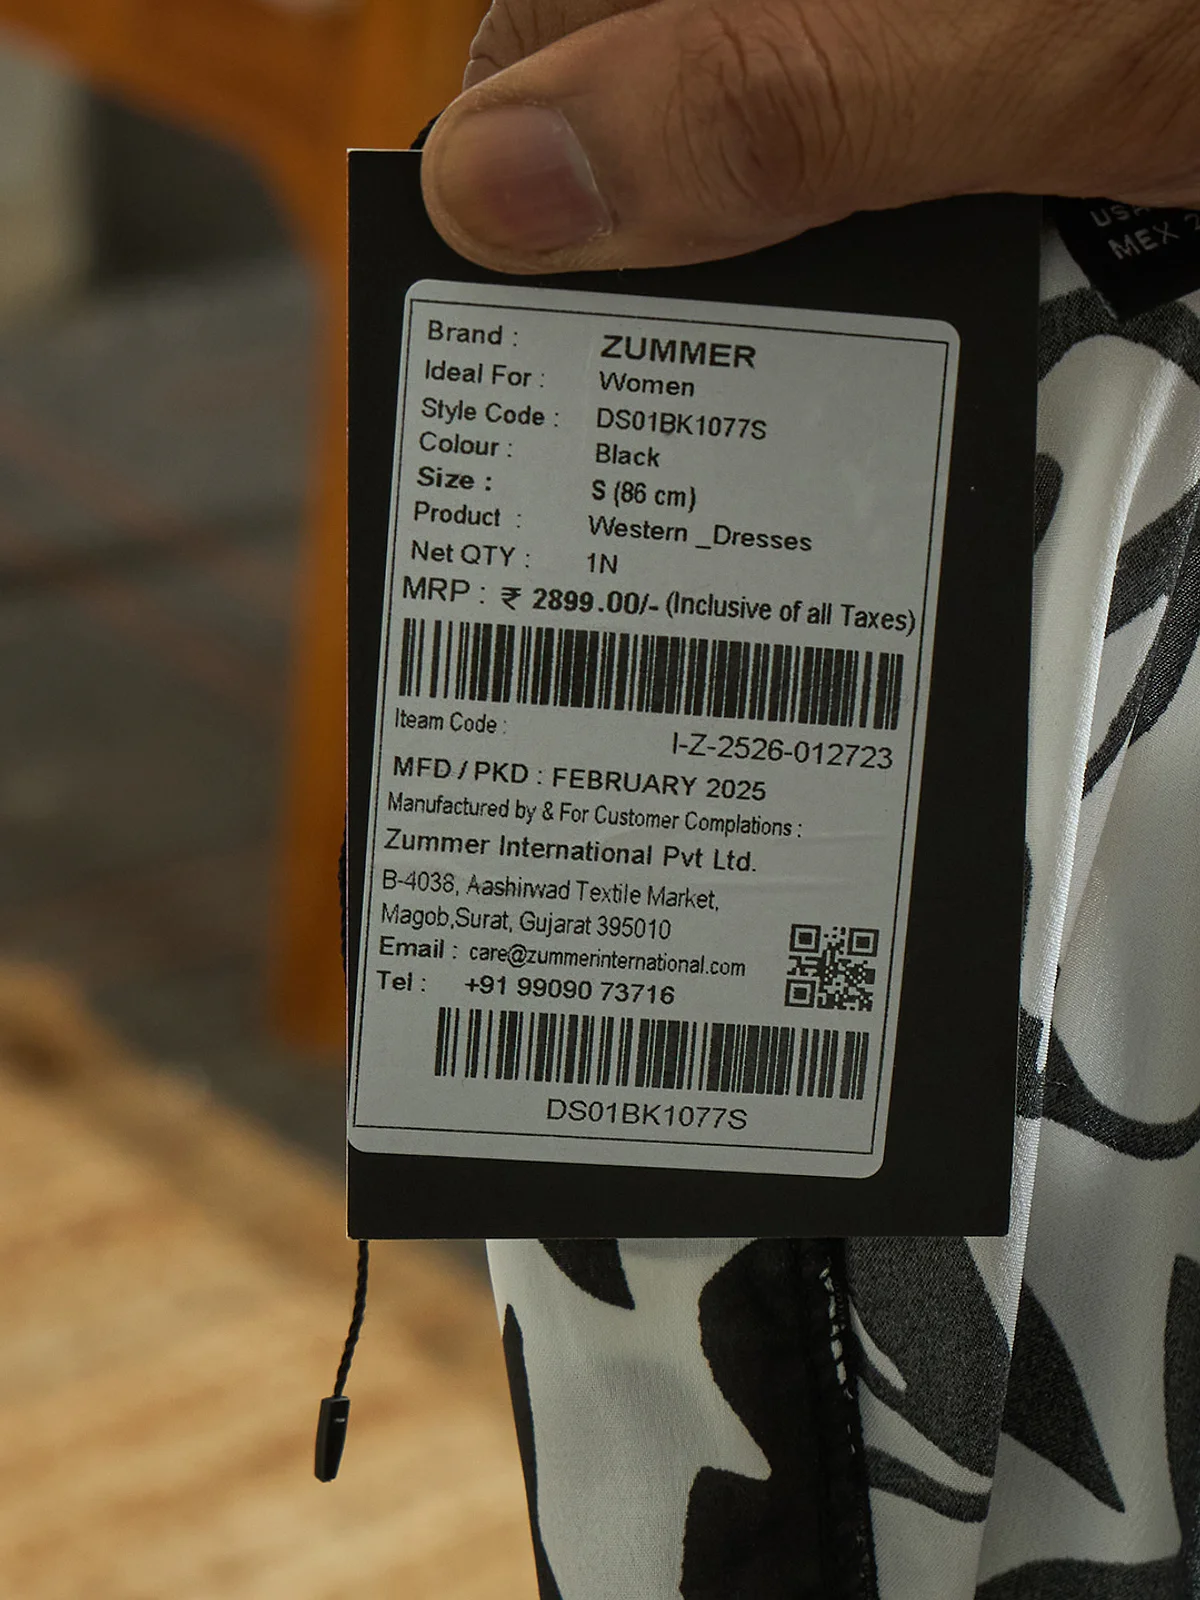 USA
MEX 2
Brand : ZUMMER
Ideal For : Women
Style Code : DS01BK1077S
Colour : Black
Size : S (86 cm)
Product : Western _Dresses
Net QTY : 1N
MRP : ₹ 2899.00/- (Inclusive of all Taxes)
Iteam Code :
I-Z-2526-012723
MFD / PKD : FEBRUARY 2025
Manufactured by & For Customer Complations :
Zummer International Pvt Ltd.
B-4038, Aashirwad Textile Market,
Magob,Surat, Gujarat 395010
Email : care@zummerinternational.com
Tel : +91 99090 73716
DS01BK1077S